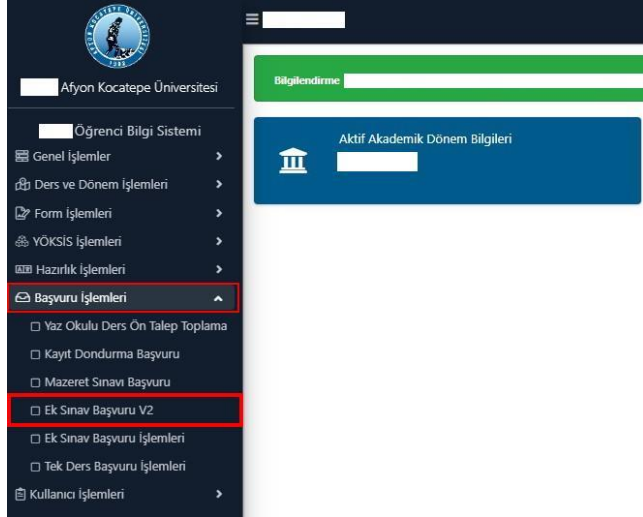 Afyon Kocatepe Üniversitesi
Öğrenci Bilgi Sistemi
Genel İşlemler
Ders ve Dönem İşlemleri
Form İşlemleri
YÖKSİS İşlemleri
Hazırlık İşlemleri
Başvuru İşlemleri
Yaz Okulu Ders Ön Talep Toplama
Kayıt Dondurma Başvuru
Mazeret Sınavı Başvuru
Ek Sınav Başvuru V2
Ek Sınav Başvuru İşlemleri
Tek Ders Başvuru İşlemleri
Kullanıcı İşlemleri
Bilgilendirme
Aktif Akademik Dönem Bilgileri